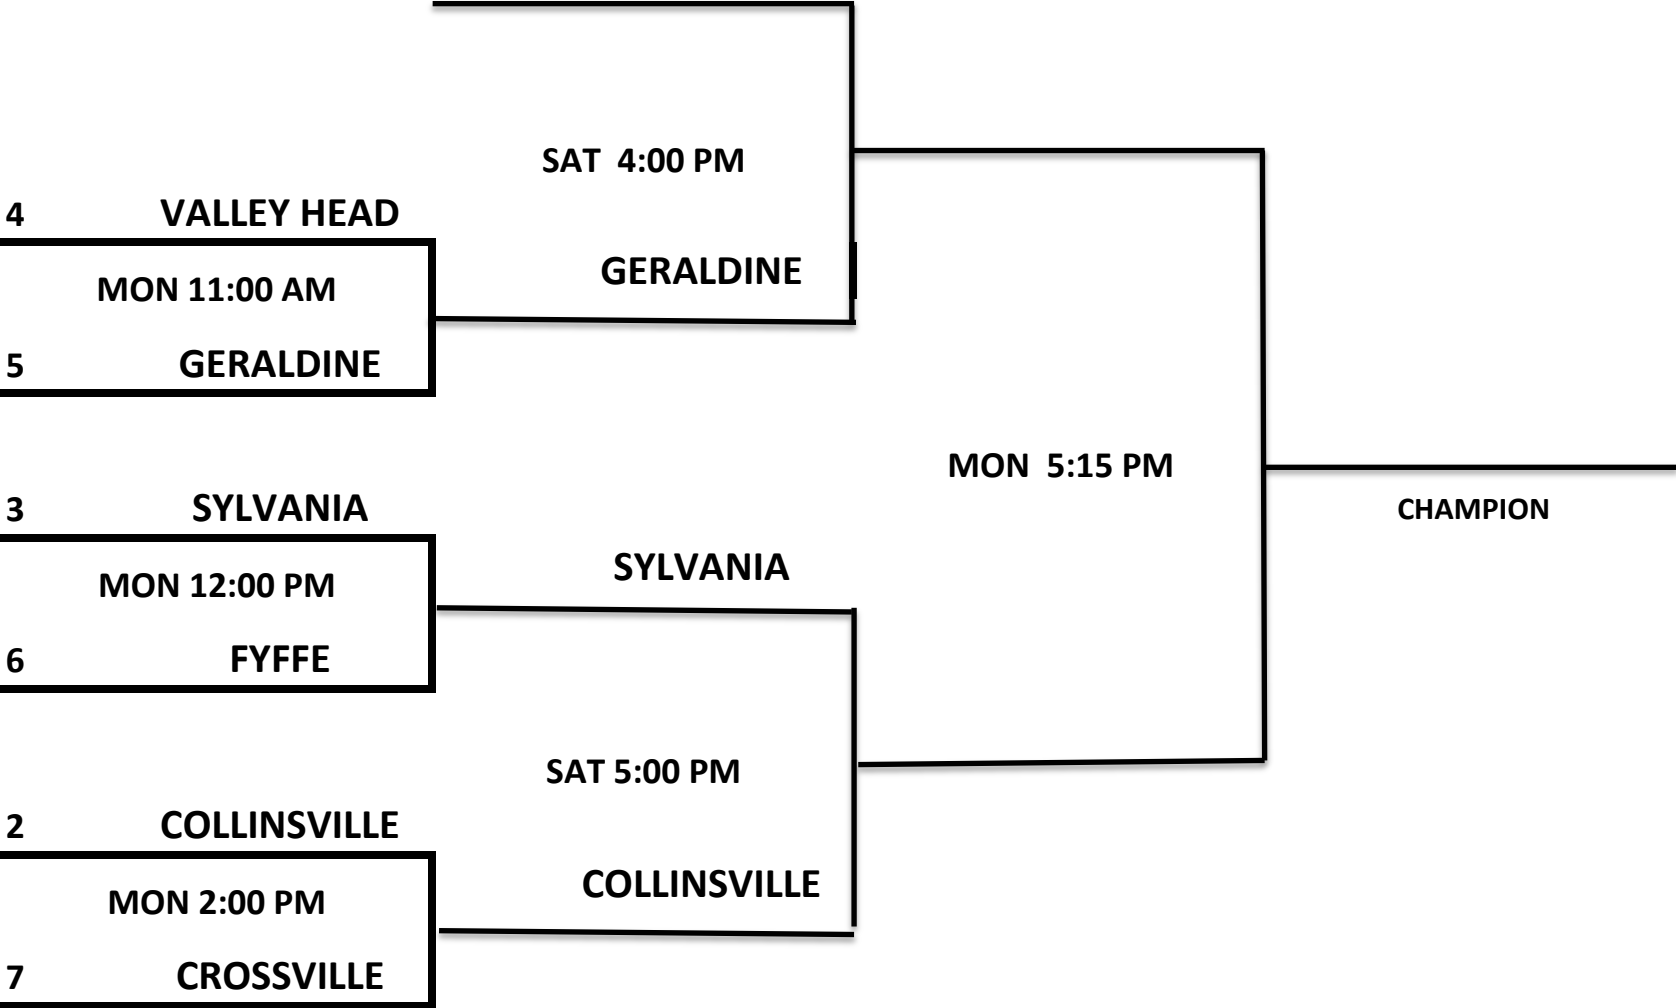 SAT 4:00 PM
4 VALLEY HEAD
MON 11:00 AM
GERALDINE
5 GERALDINE
MON 5:15 PM
CHAMPION
3 SYLVANIA
SYLVANIA
MON 12:00 PM
6 FYFFE
SAT 5:00 PM
2 COLLINSVILLE
COLLINSVILLE
MON 2:00 PM
7 CROSSVILLE